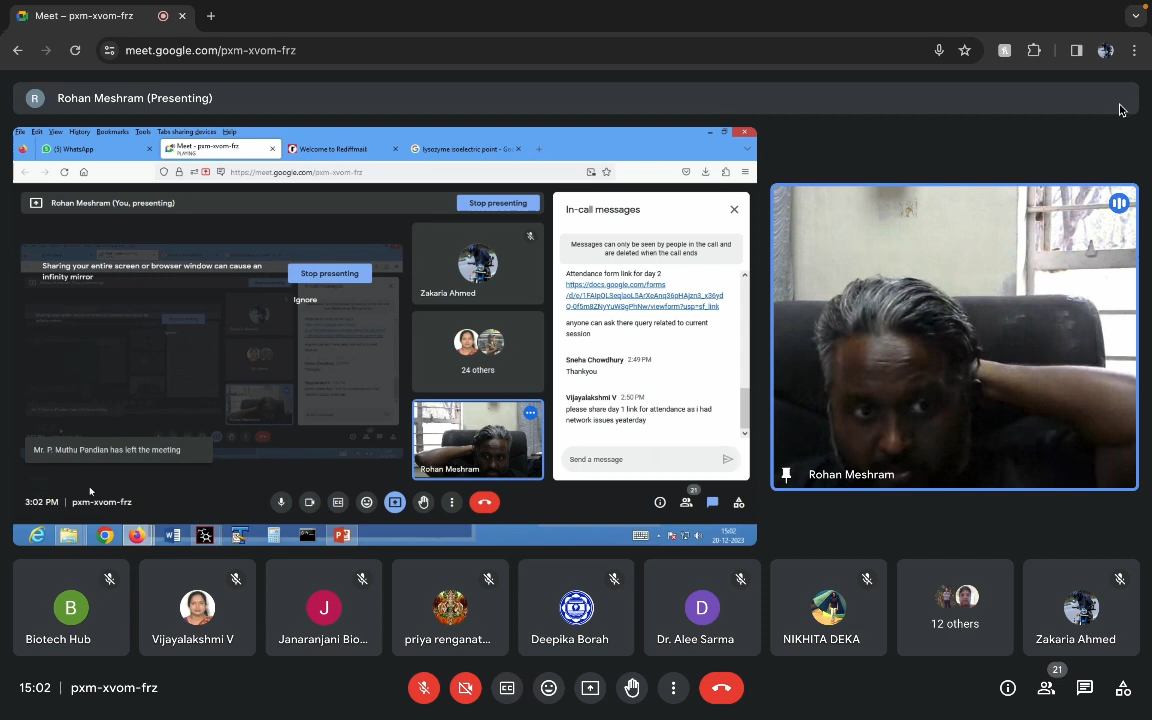 Meet – pxm-xvom-frz
meet.google.com/pxm-xvom-frz
R
Rohan Meshram (Presenting)
File Edit View History Bookmarks Tools Tabs sharing devices Help
(5) WhatsApp
Meet - pxm-xvom-frz
PLAYING
Welcome to Rediffmail
lysozyme isoelectric point - Goo
https://meet.google.com/pxm-xvom-frz
Rohan Meshram (You, presenting)
Stop presenting
Sharing your entire screen or browser window can cause an
infinity mirror
Stop presenting
Ignore
Zakaria Ahmed
24 others
Rohan Meshram
Mr. P. Muthu Pandian has left the meeting
In-call messages
Messages can only be seen by people in the call and
are deleted when the call ends
Attendance form link for day 2
https://docs.google.com/forms
anyone can ask there query related to current
session
Sneha Chowdhury 2:49 PM
Thankyou
Vijayalakshmi V 2:50 PM
please share day 1 link for attendance as i had
network issues yeaterday
Send a message
3:02 PM | pxm-xvom-frz
21
15:02
20-12-2023
Rohan Meshram
B
Biotech Hub
Vijayalakshmi V
J
Janaranjani Bio...
priya renganat...
Deepika Borah
D
Dr. Alee Sarma
NIKHITA DEKA
12 others
Zakaria Ahmed
15:02 | pxm-xvom-frz
21